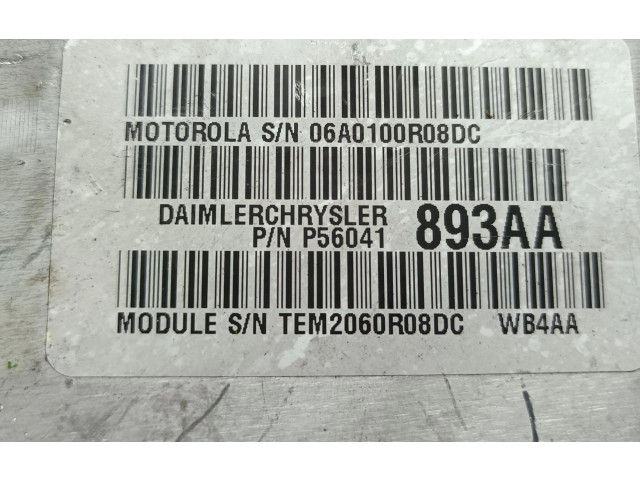 MOTOROLA S/N 06A0100R08DC
DAIMLERCHRYSLER
P/N P56041 893AA
MODULE S/N TEM2060R08DC WB4AA